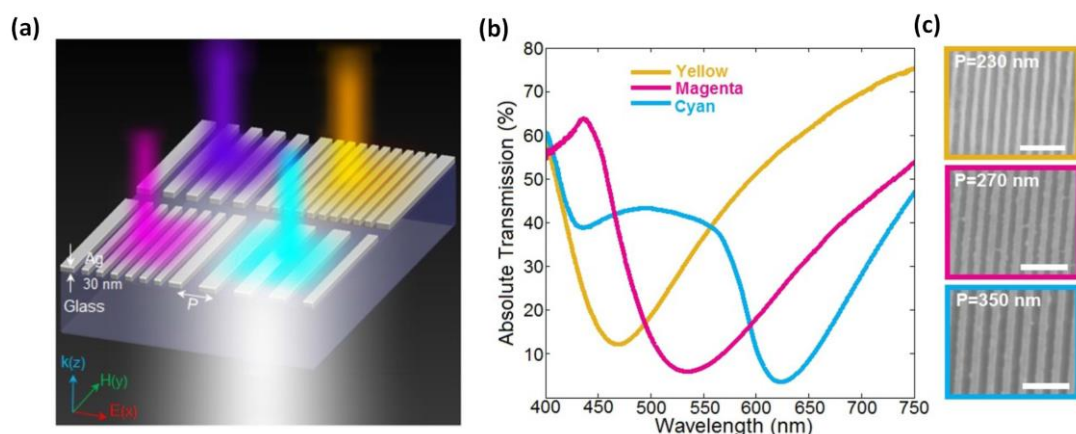 (a)
Ag
30 nm
Glass
P
k(z)
H(y)
E(x)
(b)
Absolute Transmission (%)
80
70
60
50
40
30
20
10
Yellow
Magenta
Cyan
400 450 500 550 600 650 700 750
Wavelength (nm)
(c)
P=230 nm
P=270 nm
P=350 nm